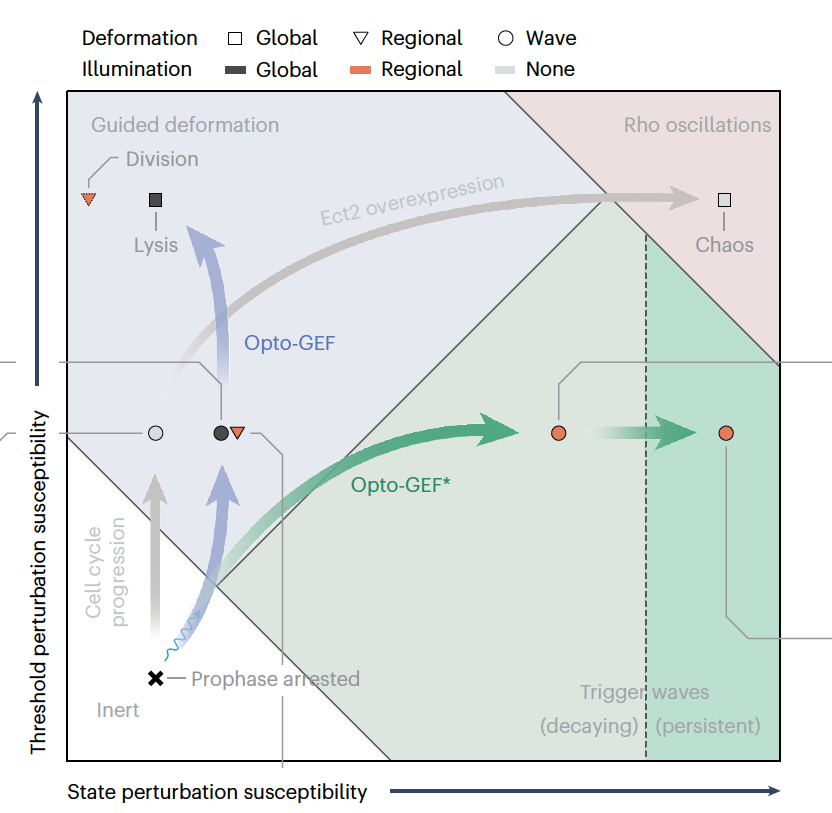 Deformation Global Regional Wave
Illumination Global Regional None
Guided deformation
Rho oscillations
Division
Ect2 overexpression
Lysis
Chaos
Opto-GEF
Opto-GEF*
Cell cycle
progression
Prophase arrested
Inert
Trigger waves
(decaying) (persistent)
Threshold perturbation susceptibility
State perturbation susceptibility